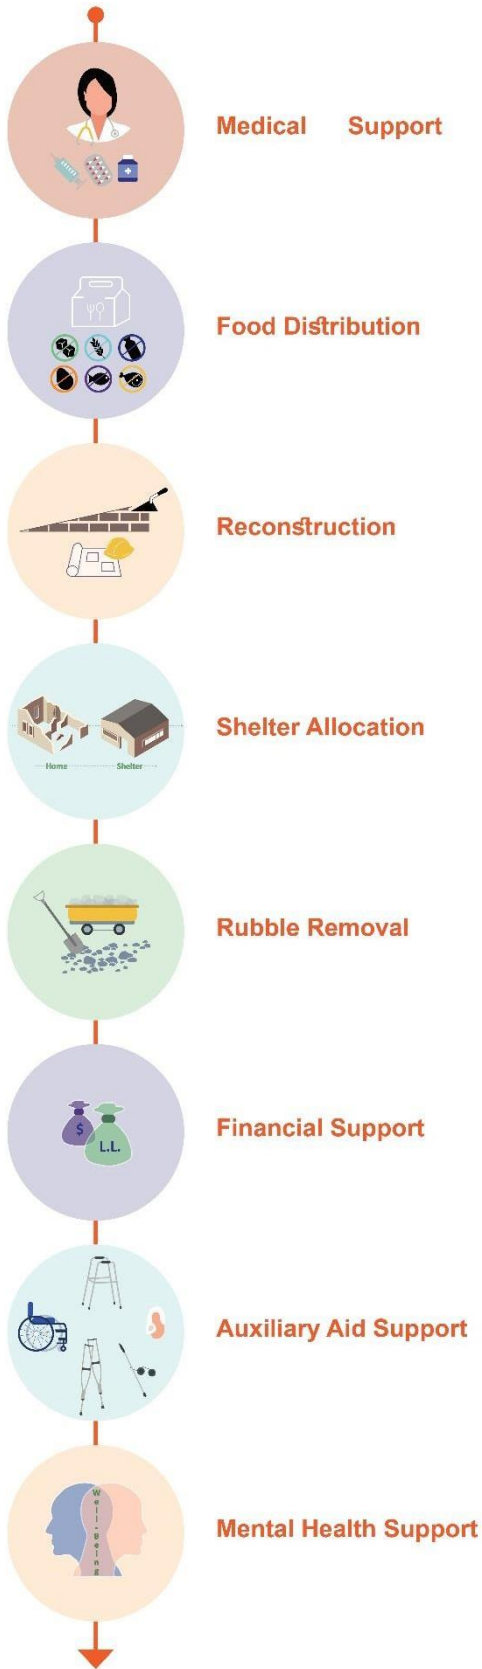 Medical Support
Food Distribution
Reconstruction
Home Shelter
Shelter Allocation
Rubble Removal
$ L.L.
Financial Support
Auxiliary Aid Support
Well-Being
Mental Health Support